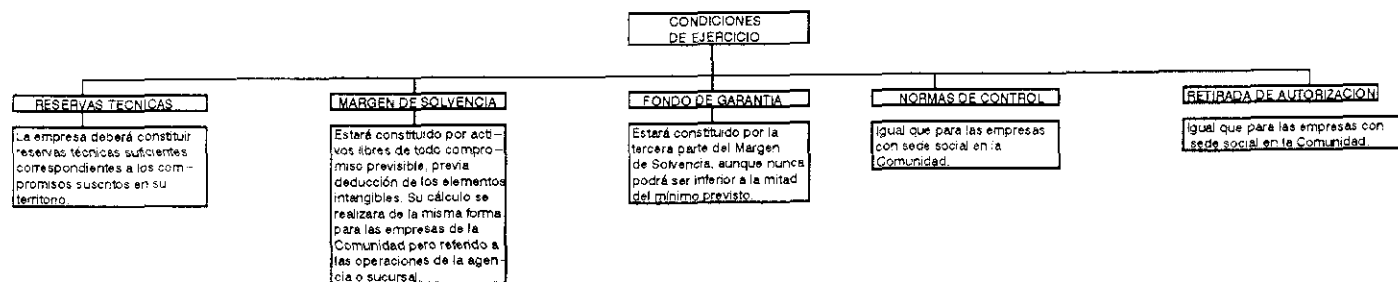 CONDICIONES
DE EJERCICIO
RESERVAS TECNICAS
La empresa deberá constituir
reservas técnicas suficientes
correspondientes a los com–
promisos suscritos en su
territorio.
MARGEN DE SOLVENCIA
Estará constituido por acti–
vos libres de todo compro–
miso previsible, previa
deducción de los elementos
intangibles. Su cálculo se
realizara de la misma forma
para las empresas de la
Comunidad pero referido a
las operaciones de la agen–
cia o sucursal.
FONDO DE GARANTIA
Estará constituido por la
tercera parte del Margen
de Solvencia, aunque nunca
podrá ser inferior a la mitad
del mínimo previsto.
NORMAS DE CONTROL
Igual que para las empresas
con sede social en la
Comunidad.
RETIRADA DE AUTORIZACION
Igual que para las empresas con
sede social en la Comunidad.